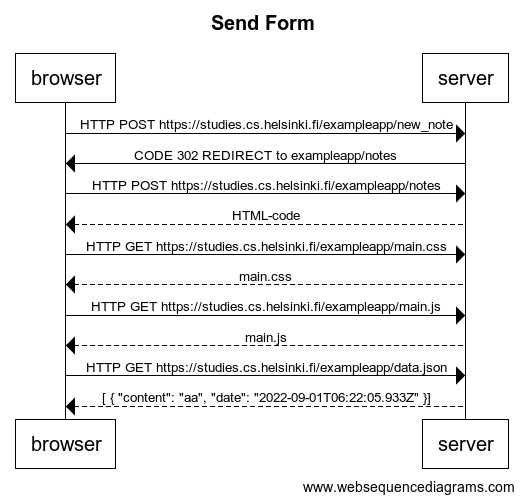 Send Form
browser server
HTTP POST https://studies.cs.helsinki.fi/exampleapp/new_note
CODE 302 REDIRECT to exampleapp/notes
HTTP POST https://studies.cs.helsinki.fi/exampleapp/notes
HTML-code
HTTP GET https://studies.cs.helsinki.fi/exampleapp/main.css
main.css
HTTP GET https://studies.cs.helsinki.fi/exampleapp/main.js
main.js
HTTP GET https://studies.cs.helsinki.fi/exampleapp/data.json
[ { "content": "aa", "date": "2022-09-01T06:22:05.933Z" }]
browser server
www.websequencediagrams.com